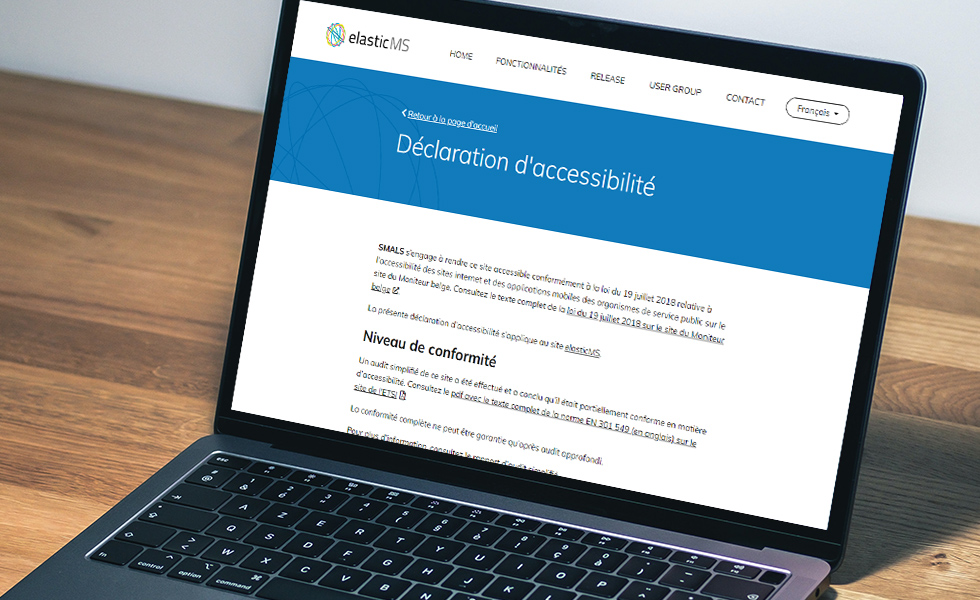 elasticMS
HOME
FONCTIONNALITÉS
RELEASE
USER GROUP
CONTACT
Français
Retour à la page d'accueil
Déclaration d'accessibilité
SMALS s'engage à rendre ce site accessible conformément à la loi du 19 juillet 2018 relative à
l'accessibilité des sites internet et des applications mobiles des organismes de service public sur le
site du Moniteur belge. Consultez le texte complet de la loi du 19 juillet 2018 sur le site du Moniteur
belge
La présente déclaration d'accessibilité s'applique au site elasticMS.
Niveau de conformité
Un audit simplifié de ce site a été effectué et a conclu qu'il était partiellement conforme en matière
d'accessibilité. Consultez le pdf avec le texte complet de la norme EN 301 549 (en anglais) sur le
site de l'ETSI
La conformité complète ne peut être garantie qu'après audit approfondi.
Pour plus d'information, consultez le rapport d'audit simplifié.
esc
A Z E R T Y U I O P
Q S D F G H J K L
W X C V B N
fn control option command